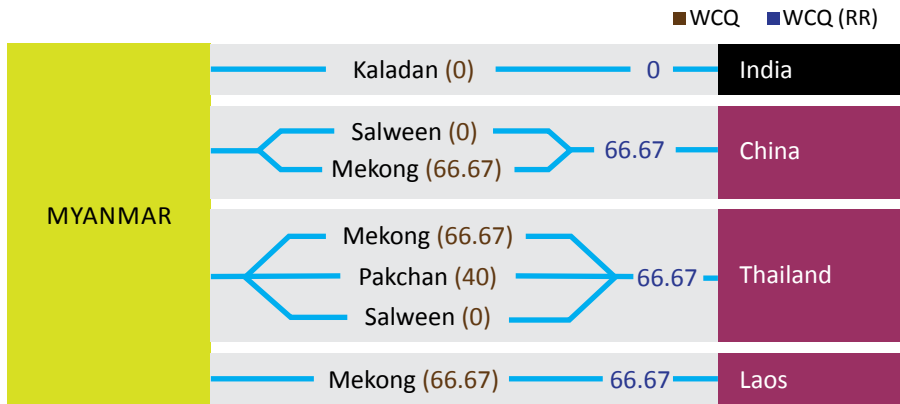 WCQ WCQ (RR)
Kaladan (0) 0 India
Salween (0)
Mekong (66.67)
66.67 China
MYANMAR
Mekong (66.67)
Pakchan (40) 66.67 Thailand
Salween (0)
Mekong (66.67) 66.67 Laos